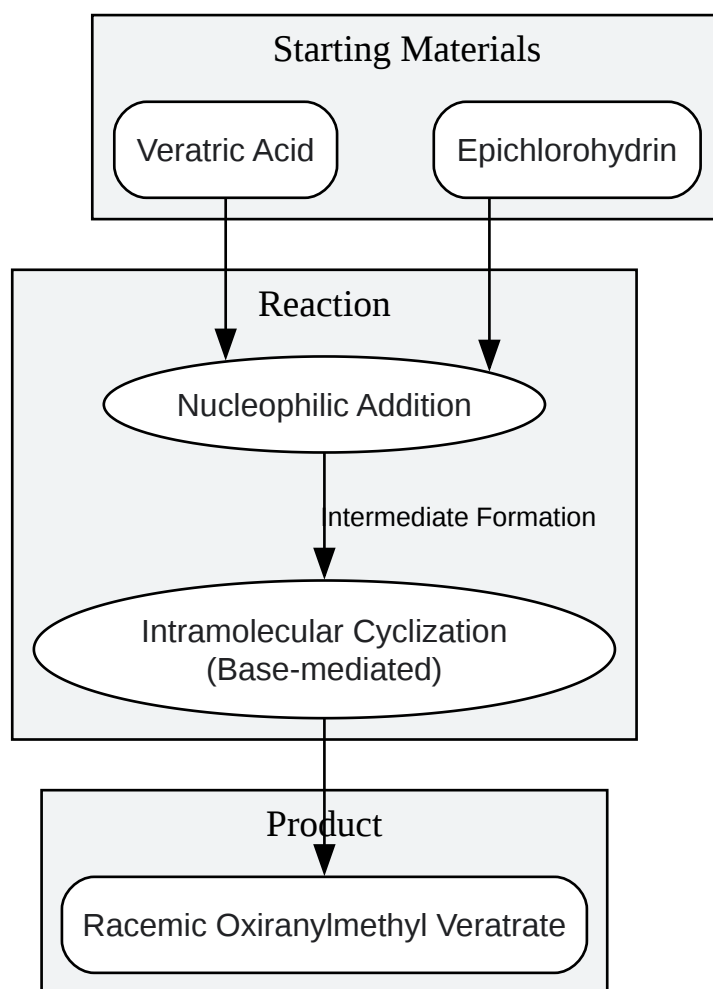 Starting Materials
Veratric Acid
Epichlorohydrin
Reaction
Nucleophilic Addition
Intermediate Formation
Intramolecular Cyclization
(Base-mediated)
Product
Racemic Oxiranylmethyl Veratrate